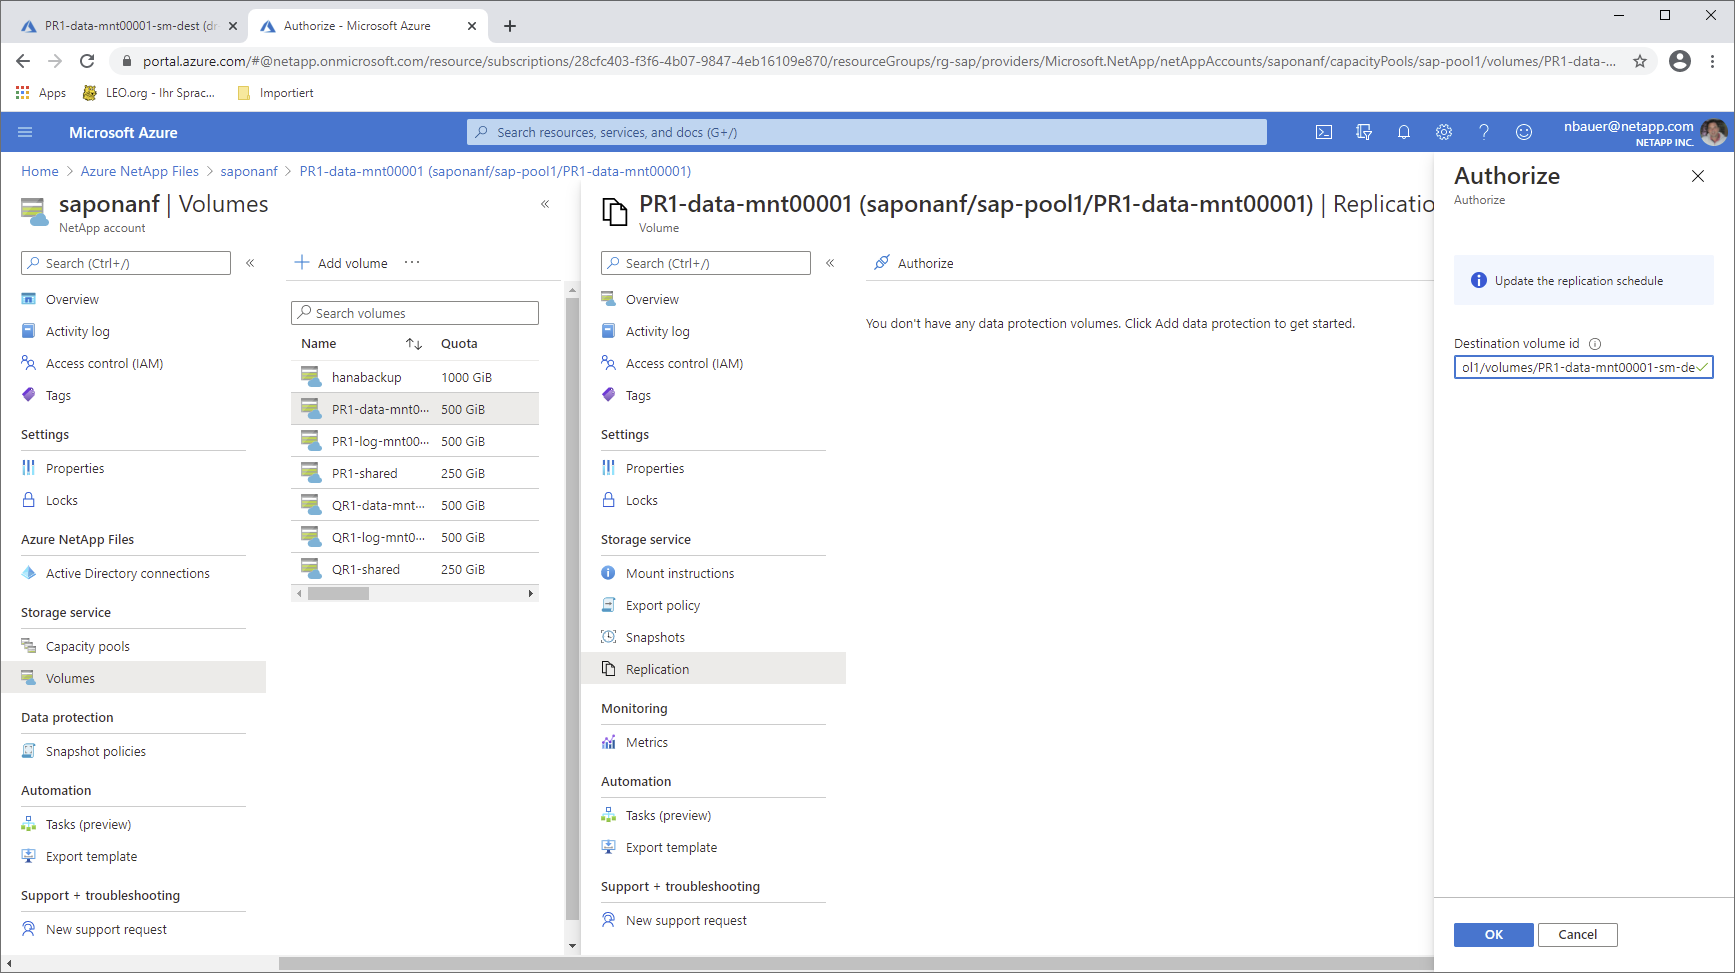 PR1-data-mnt00001-sm-dest (dr
Authorize - Microsoft Azure
portal.azure.com/#@netapp.onmicrosoft.com/resource/subscriptions/28cfc403-f3f6-4b07-9847-4eb16109e870/resourceGroups/rg-sap/providers/Microsoft.NetApp/netAppAccounts/saponanf/capacityPools/sap-pool1/volumes/PR1-data-...
Apps
LEO.org - Ihr Sprac...
Importiert
Microsoft Azure
Search resources, services, and docs (G+/)
nbauer@netapp.com
NETAPP INC.
Home > Azure NetApp Files > saponanf > PR1-data-mnt00001 (saponanf/sap-pool1/PR1-data-mnt00001)
saponanf | Volumes
NetApp account
Search (Ctrl+/)
Overview
Activity log
Access control (IAM)
Tags
Settings
Properties
Locks
Azure NetApp Files
Active Directory connections
Storage service
Capacity pools
Volumes
Data protection
Snapshot policies
Automation
Tasks (preview)
Export template
Support + troubleshooting
New support request
Add volume ...
Search volumes
Name Quota
hanabackup 1000 GiB
PR1-data-mnt0... 500 GiB
PR1-log-mnt00... 500 GiB
PR1-shared 250 GiB
QR1-data-mnt... 500 GiB
QR1-log-mnt0... 500 GiB
QR1-shared 250 GiB
PR1-data-mnt00001 (saponanf/sap-pool1/PR1-data-mnt00001) | Replicatio
Volume
Search (Ctrl+/)
Overview
Activity log
Access control (IAM)
Tags
Settings
Properties
Locks
Storage service
Mount instructions
Export policy
Snapshots
Replication
Monitoring
Metrics
Automation
Tasks (preview)
Export template
Support + troubleshooting
New support request
Authorize
You don't have any data protection volumes. Click Add data protection to get started.
Authorize
Authorize
Update the replication schedule
Destination volume id
ol1/volumes/PR1-data-mnt00001-sm-de
OK
Cancel